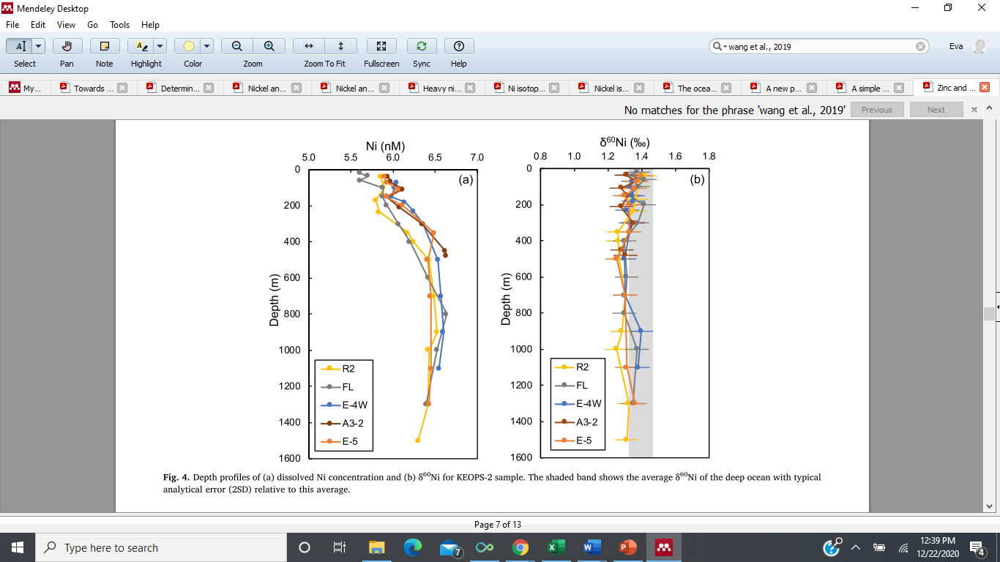 Mendeley Desktop
File Edit View Go Tools Help
Select Pan Note Highlight Color Zoom Zoom To Fit Fullscreen Sync Help
wang et al., 2019
Eva
My... Towards ... Determin... Nickel an... Nickel an... Heavy ni... Ni isotop... Nickel is... The ocea... A new p... A simple ... Zinc and ...
No matches for the phrase 'wang et al., 2019' Previous Next
Ni (nM)
5.0 5.5 6.0 6.5 7.0
0
200
400
600
800
1000
1200
1400
1600
Depth (m)
(a)
R2
FL
E-4W
A3-2
E-5
δ⁶⁰Ni (‰)
0.8 1.0 1.2 1.4 1.6 1.8
0
200
400
600
800
1000
1200
1400
1600
Depth (m)
(b)
R2
FL
E-4W
A3-2
E-5
Fig. 4. Depth profiles of (a) dissolved Ni concentration and (b) δ⁶⁰Ni for KEOPS-2 sample. The shaded band shows the average δ⁶⁰Ni of the deep ocean with typical
analytical error (2SD) relative to this average.
Page 7 of 13
Type here to search
7
12:39 PM
12/22/2020
4